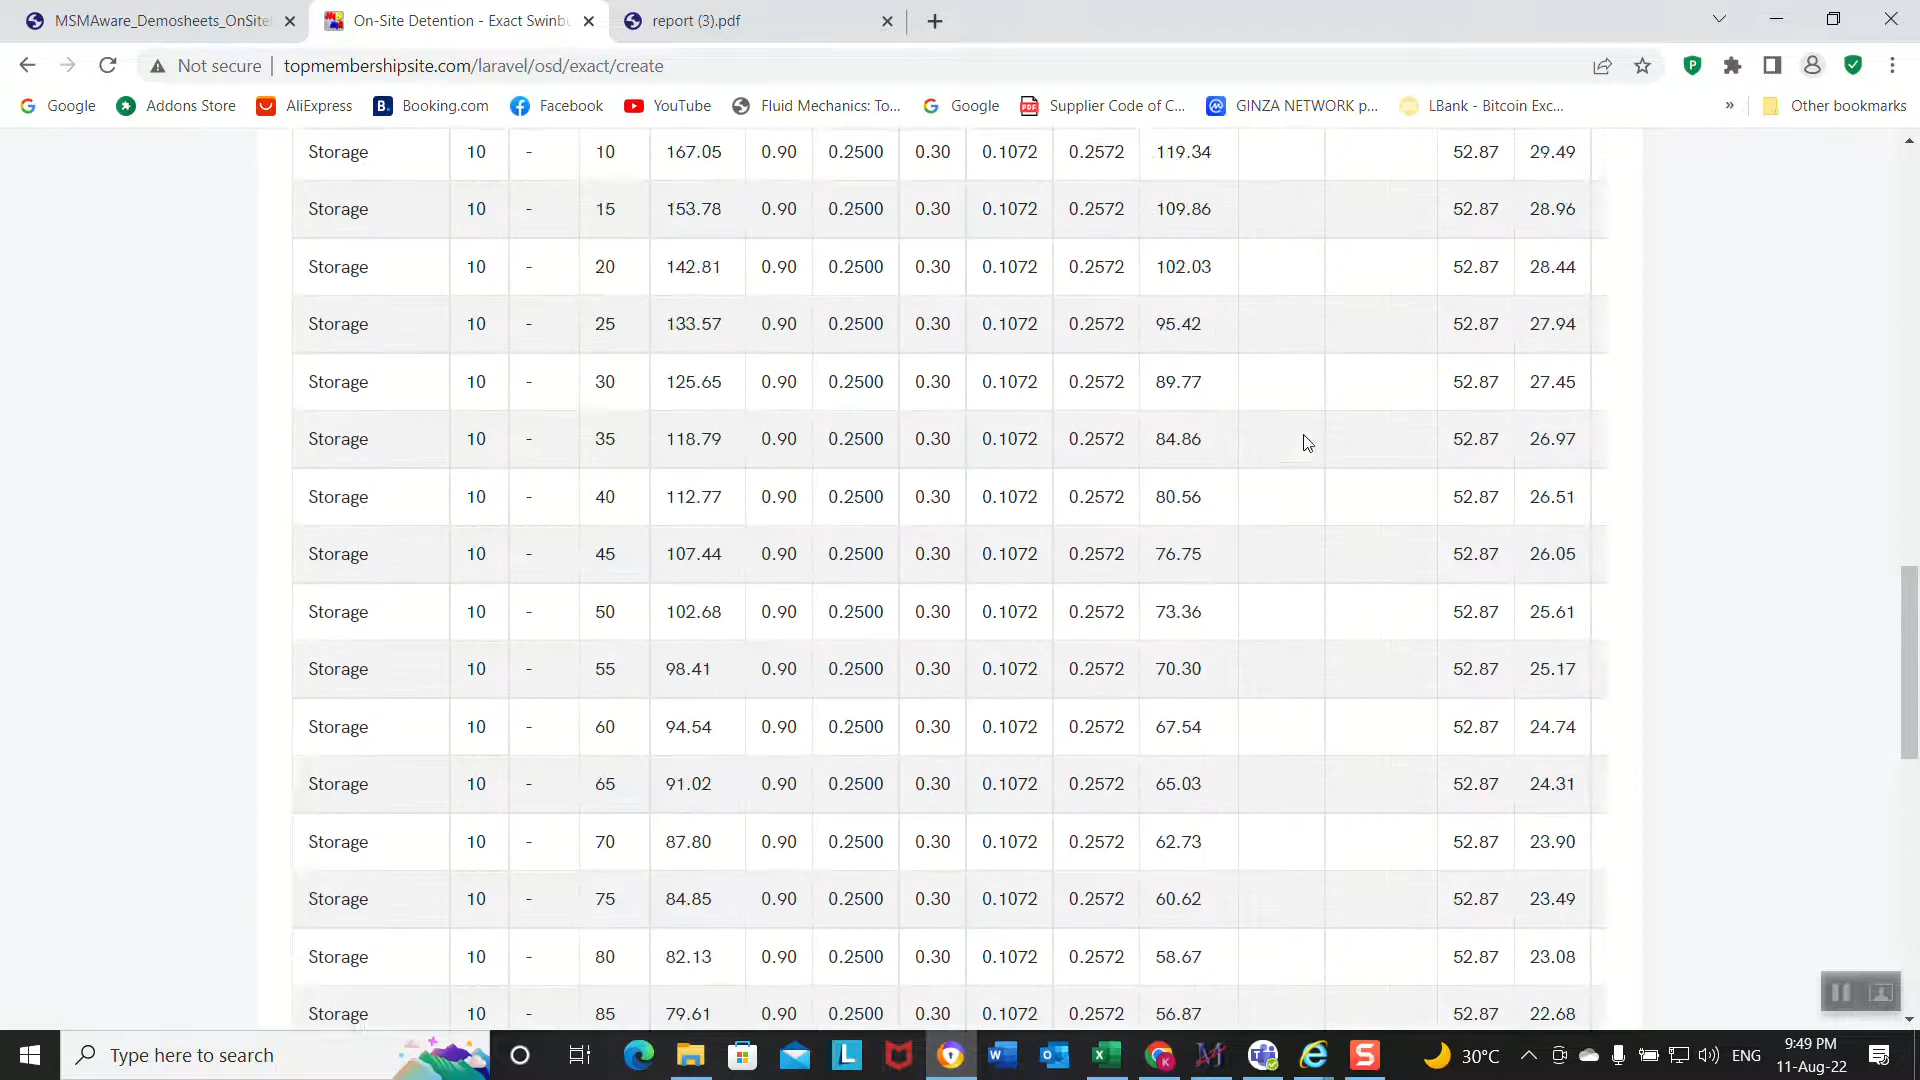 MSMAware_Demosheets_OnSite
On-Site Detention - Exact Swinbu
report (3).pdf
Not secure | topmembershipsite.com/laravel/osd/exact/create
Google Addons Store AliExpress Booking.com Facebook YouTube Fluid Mechanics: To... Google Supplier Code of C... GINZA NETWORK p... LBank - Bitcoin Exc... » Other bookmarks
Storage 10 - 10 167.05 0.90 0.2500 0.30 0.1072 0.2572 119.34 52.87 29.49
Storage 10 - 15 153.78 0.90 0.2500 0.30 0.1072 0.2572 109.86 52.87 28.96
Storage 10 - 20 142.81 0.90 0.2500 0.30 0.1072 0.2572 102.03 52.87 28.44
Storage 10 - 25 133.57 0.90 0.2500 0.30 0.1072 0.2572 95.42 52.87 27.94
Storage 10 - 30 125.65 0.90 0.2500 0.30 0.1072 0.2572 89.77 52.87 27.45
Storage 10 - 35 118.79 0.90 0.2500 0.30 0.1072 0.2572 84.86 52.87 26.97
Storage 10 - 40 112.77 0.90 0.2500 0.30 0.1072 0.2572 80.56 52.87 26.51
Storage 10 - 45 107.44 0.90 0.2500 0.30 0.1072 0.2572 76.75 52.87 26.05
Storage 10 - 50 102.68 0.90 0.2500 0.30 0.1072 0.2572 73.36 52.87 25.61
Storage 10 - 55 98.41 0.90 0.2500 0.30 0.1072 0.2572 70.30 52.87 25.17
Storage 10 - 60 94.54 0.90 0.2500 0.30 0.1072 0.2572 67.54 52.87 24.74
Storage 10 - 65 91.02 0.90 0.2500 0.30 0.1072 0.2572 65.03 52.87 24.31
Storage 10 - 70 87.80 0.90 0.2500 0.30 0.1072 0.2572 62.73 52.87 23.90
Storage 10 - 75 84.85 0.90 0.2500 0.30 0.1072 0.2572 60.62 52.87 23.49
Storage 10 - 80 82.13 0.90 0.2500 0.30 0.1072 0.2572 58.67 52.87 23.08
Storage 10 - 85 79.61 0.90 0.2500 0.30 0.1072 0.2572 56.87 52.87 22.68
Type here to search
30°C
ENG
9:49 PM
11-Aug-22